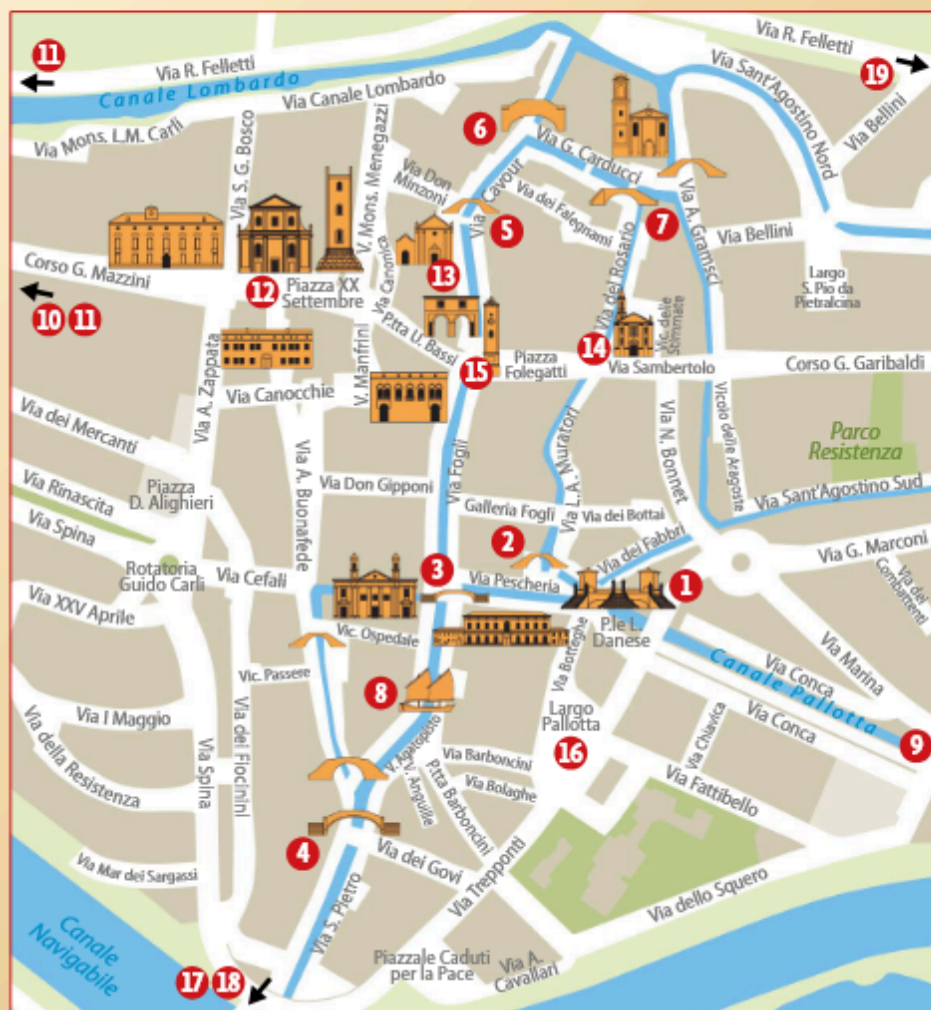 11
Via R. Felletti
Via R. Felletti
19
Canale Lombardo
Via Canale Lombardo
Via Sant'Agostino Nord
Via Bellini
Via Mons. L.M. Carli
Via S. G. Bosco
V. Mons. Menegazzi
6
Via G. Carducci
Via Don
Minzoni
Via Cavour
Via dei Falegnami
5
7
Via A. Gramsci
Via Bellini
Corso G. Mazzini
10 11
12
Piazza XX
Settembre
Via Canonica
13
Via del Rosario
Largo
S. Pio da
Pietralcina
P.tta U. Bassi
Vic. delle
Stimmate
14
15
Piazza
Folegatti
Via Sambertolo
Corso G. Garibaldi
Via A. Zappata
V. Manfrini
Via Canocchie
Via dei Mercanti
Via A. Buonafede
Via Fogli
Via L.A. Muratori
Via N. Bonnet
Vicolo delle Aragoste
Parco
Resistenza
Via Rinascita
Piazza
D. Alighieri
Via Don Gipponi
Galleria Fogli
Via dei Bottai
Via Sant'Agostino Sud
Via Spina
2
Via dei Fabbri
Via G. Marconi
Rotatoria
Guido Carli
Via Cefali
3
Via Pescheria
1
Via dei
Combattenti
Via XXV Aprile
Vic. Ospedale
Via Botteghe
P.le L.
Danese
Vic. Passere
8
Canale Pallotta
Via Conca
Via Marina
Via I Maggio
Via dei Fiocinini
Largo
Pallotta
16
Via Conca
9
Via della Resistenza
Via Spina
V. Agatopisto
V. Anguille
P.tta Barboncini
Via Barboncini
Via Bolaghe
Via Chiavica
Via Fattibello
4
Via Mar dei Sargassi
Via dei Govi
Via Trepponti
Via dello Squero
Canale
Navigabile
Via S. Pietro
17 18
Piazzale Caduti
per la Pace
Via A.
Cavallari